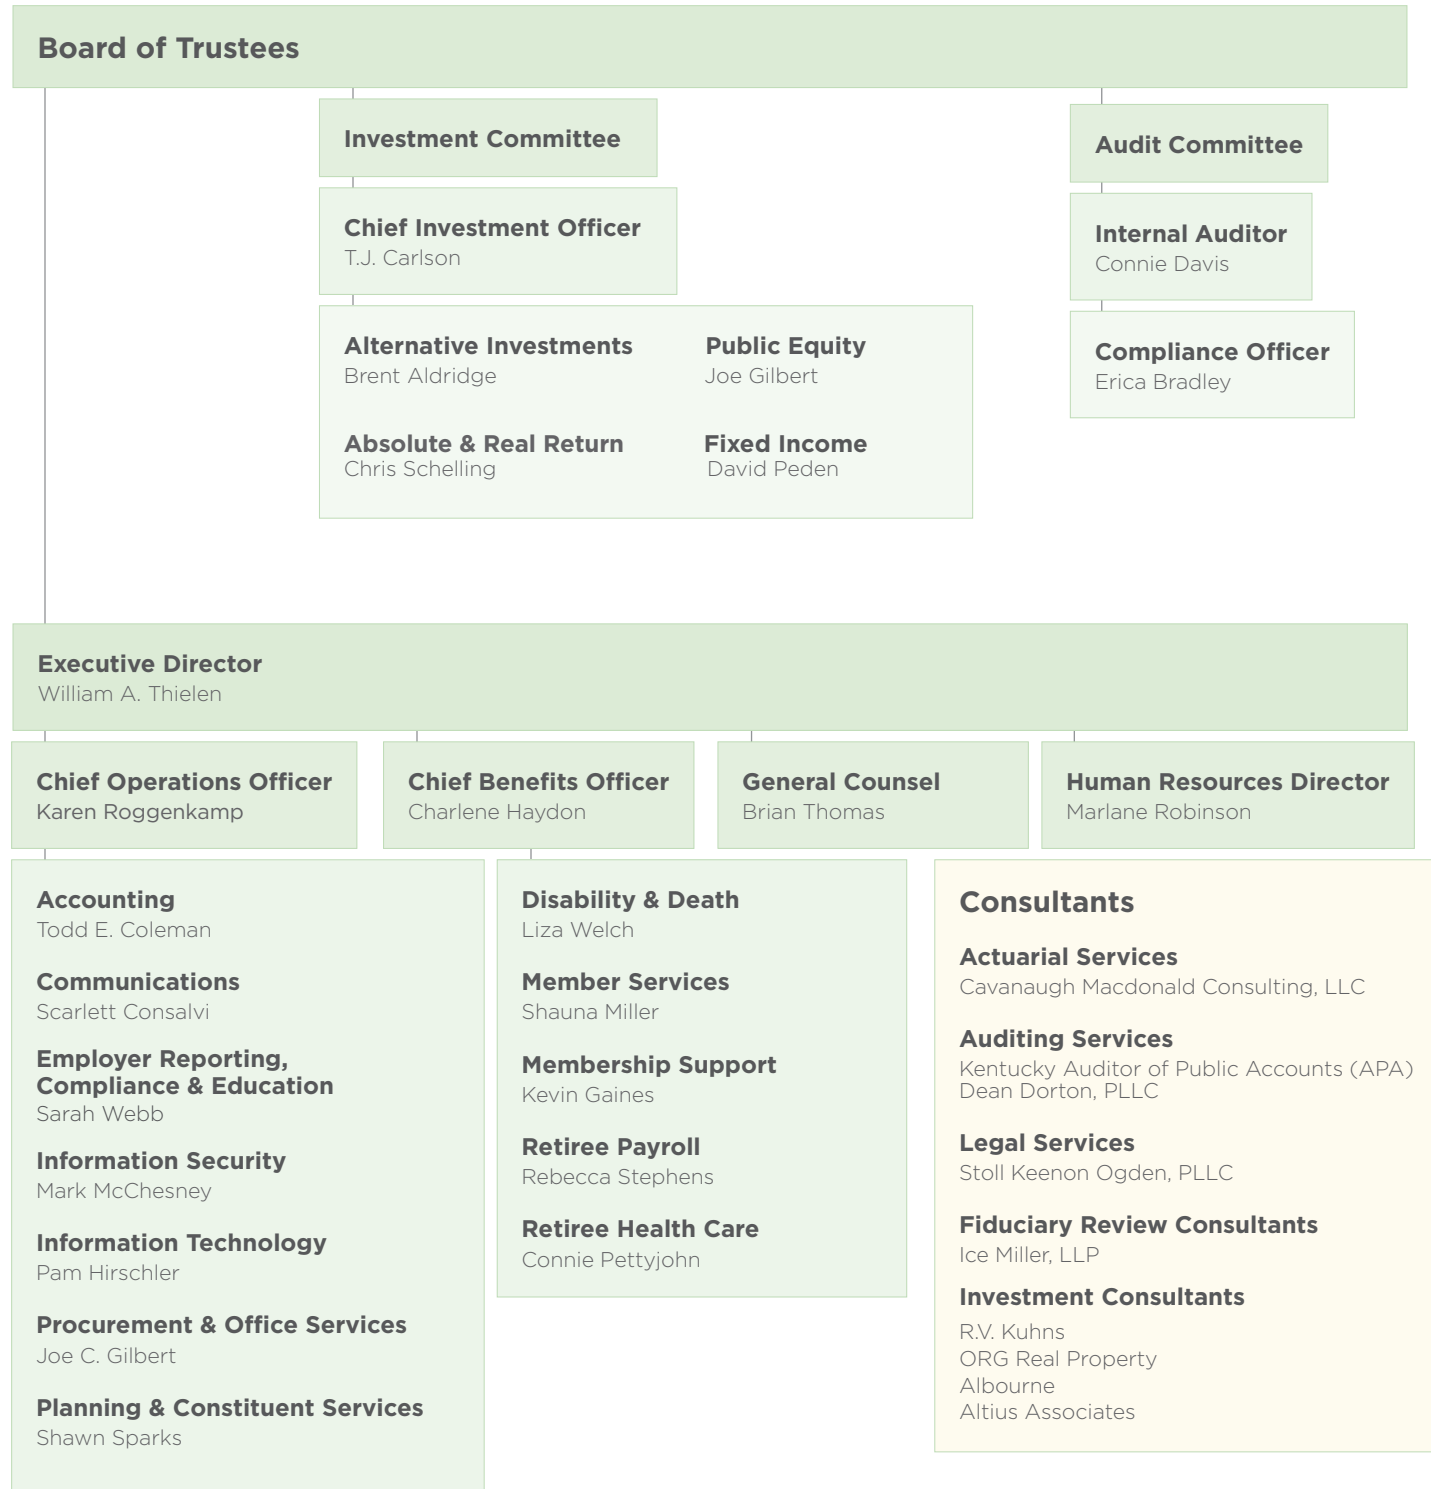 Board of Trustees
Investment Committee
Chief Investment Officer
T.J. Carlson
Alternative Investments
Brent Aldridge
Public Equity
Joe Gilbert
Absolute & Real Return
Chris Schelling
Fixed Income
David Peden
Audit Committee
Internal Auditor
Connie Davis
Compliance Officer
Erica Bradley
Executive Director
William A. Thielen
Chief Operations Officer
Karen Roggenkamp
Chief Benefits Officer
Charlene Haydon
General Counsel
Brian Thomas
Human Resources Director
Marlane Robinson
Accounting
Todd E. Coleman
Communications
Scarlett Consalvi
Employer Reporting,
Compliance & Education
Sarah Webb
Information Security
Mark McChesney
Information Technology
Pam Hirschler
Procurement & Office Services
Joe C. Gilbert
Planning & Constituent Services
Shawn Sparks
Disability & Death
Liza Welch
Member Services
Shauna Miller
Membership Support
Kevin Gaines
Retiree Payroll
Rebecca Stephens
Retiree Health Care
Connie Pettyjohn
Consultants
Actuarial Services
Cavanaugh Macdonald Consulting, LLC
Auditing Services
Kentucky Auditor of Public Accounts (APA)
Dean Dorton, PLLC
Legal Services
Stoll Keenon Ogden, PLLC
Fiduciary Review Consultants
Ice Miller, LLP
Investment Consultants
R.V. Kuhns
ORG Real Property
Albourne
Altius Associates